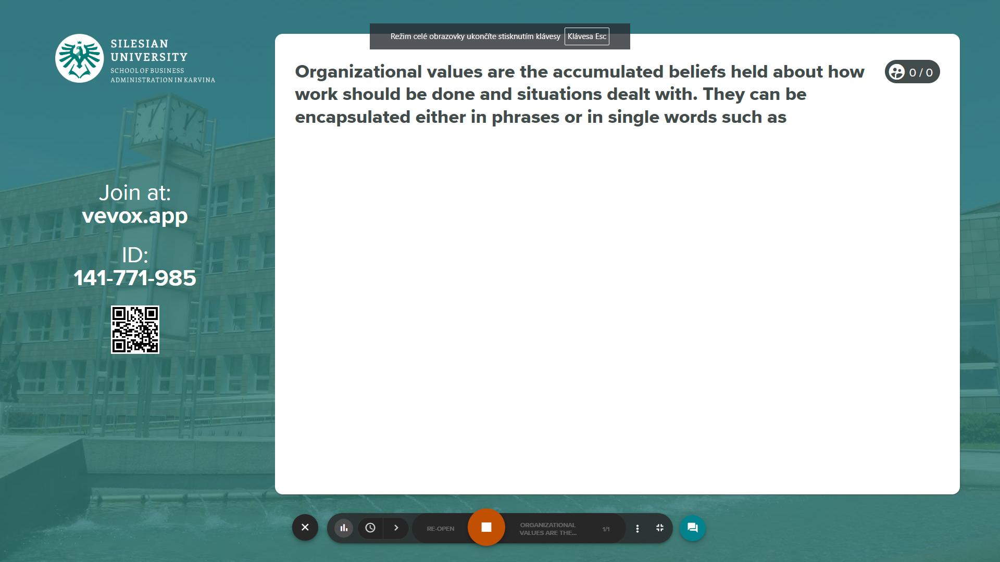 SILESIAN
UNIVERSITY
SCHOOL OF BUSINESS
ADMINISTRATION IN KARVINA
Režim celé obrazovky ukončíte stisknutím klávesy Klávesa Esc
Organizational values are the accumulated beliefs held about how
work should be done and situations dealt with. They can be
encapsulated either in phrases or in single words such as
0 / 0
Join at:
vevox.app
ID:
141-771-985
RE-OPEN
ORGANIZATIONAL
VALUES ARE THE...
1/1